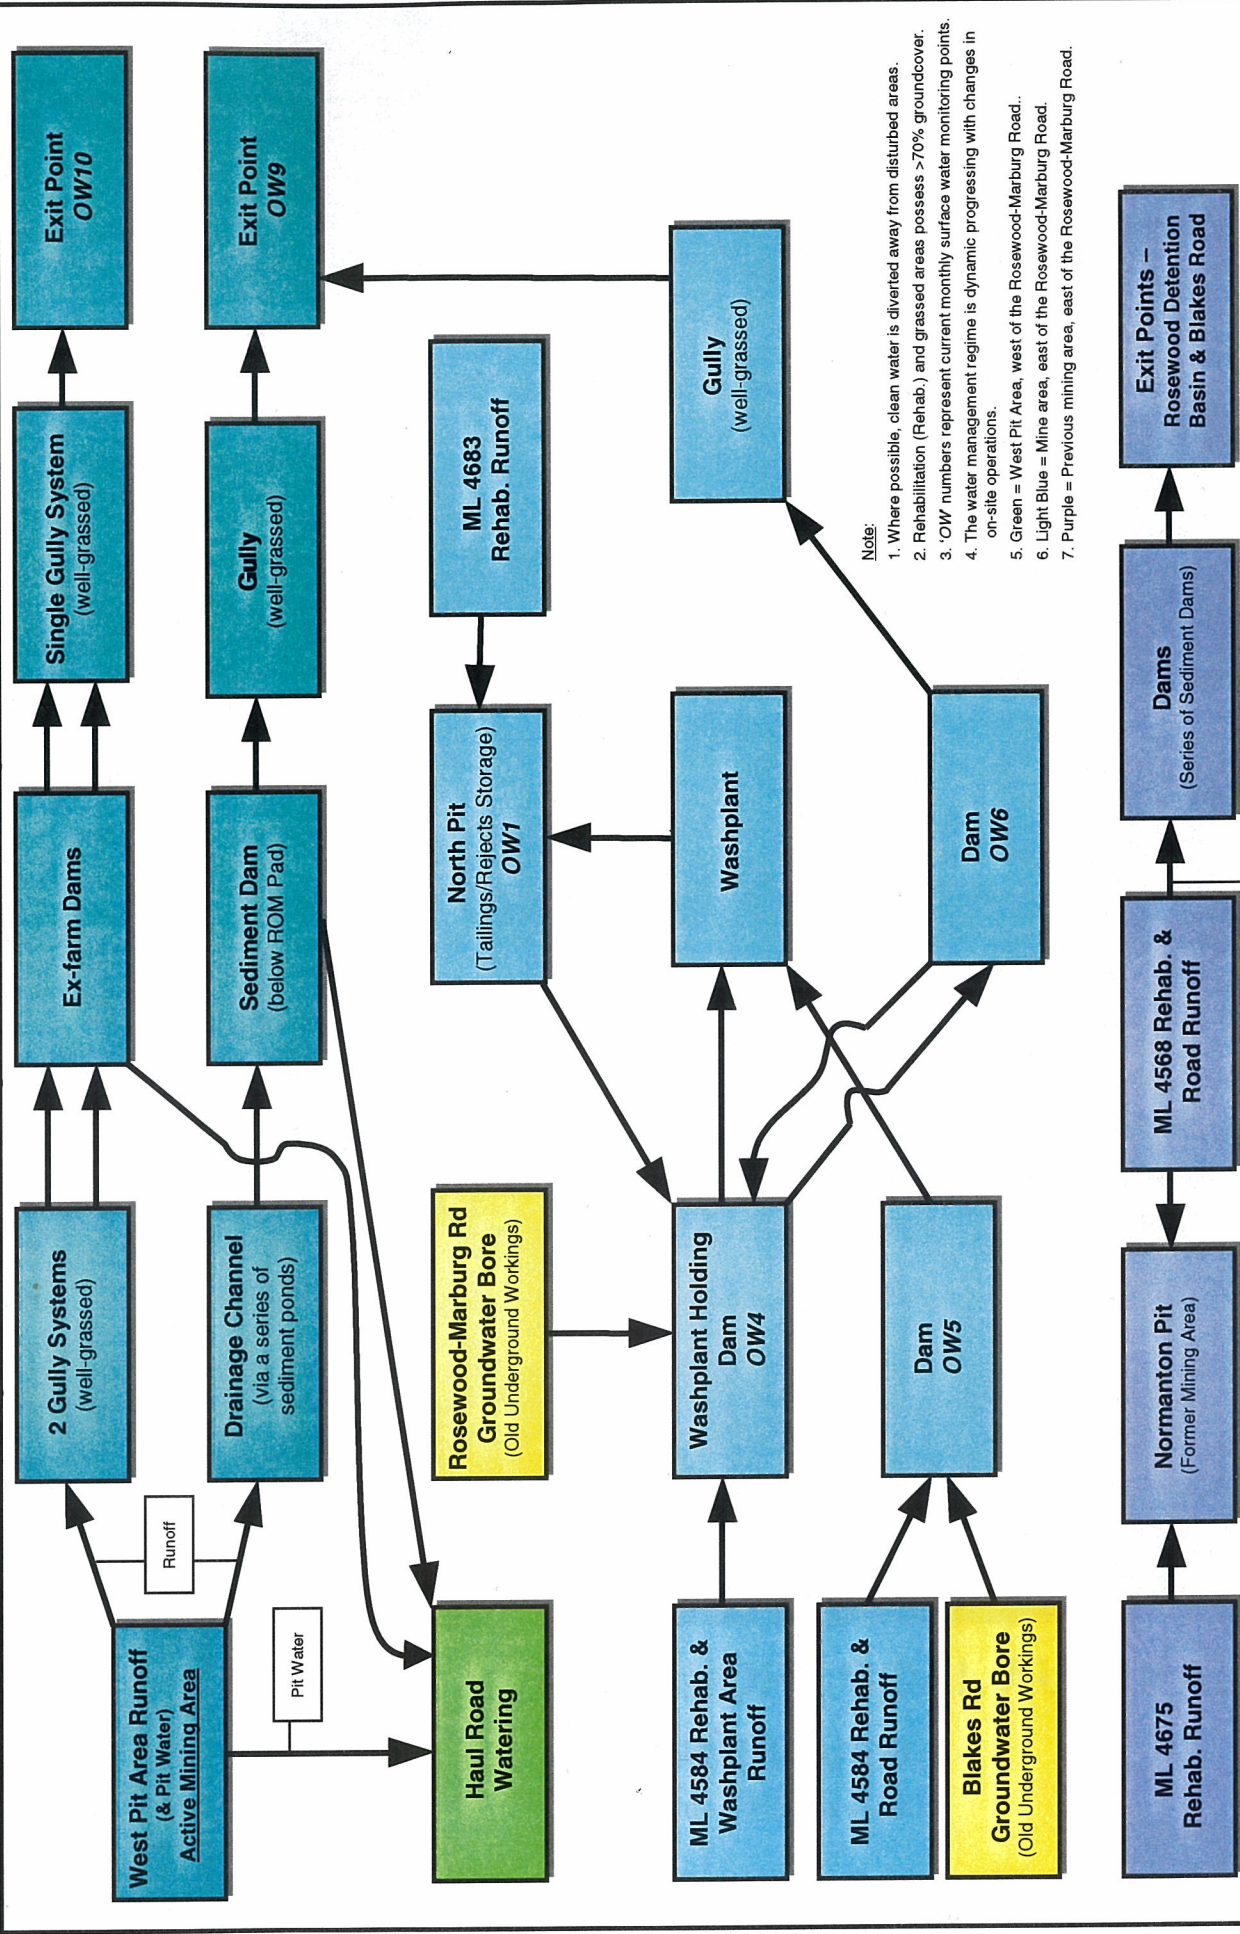 West Pit Area Runoff
(& Pit Water)
Active Mining Area
Runoff
Pit Water
2 Gully Systems
(well-grassed)
Ex-farm Dams
Single Gully System
(well-grassed)
Exit Point
OW10
Drainage Channel
(via a series of
sediment ponds)
Sediment Dam
(below ROM Pad)
Gully
(well-grassed)
Exit Point
OW9
Haul Road
Watering
Rosewood-Marburg Rd
Groundwater Bore
(Old Underground Workings)
North Pit
(Tailings/Rejects Storage)
OW1
ML 4683
Rehab. Runoff
ML 4584 Rehab. &
Washplant Area
Runoff
Washplant Holding
Dam
OW4
Washplant
Gully
(well-grassed)
ML 4584 Rehab. &
Road Runoff
Blakes Rd
Groundwater Bore
(Old Underground Workings)
Dam
OW5
Dam
OW6
Note:
1. Where possible, clean water is diverted away from disturbed areas.
2. Rehabilitation (Rehab.) and grassed areas possess >70% groundcover.
3. 'OW numbers represent current monthly surface water monitoring points.
4. The water management regime is dynamic progressing with changes in
on-site operations.
5. Green = West Pit Area, west of the Rosewood-Marburg Road..
6. Light Blue = Mine area, east of the Rosewood-Marburg Road.
7. Purple = Previous mining area, east of the Rosewood-Marburg Road.
ML 4675
Rehab. Runoff
Normanton Pit
(Former Mining Area)
ML 4568 Rehab. &
Road Runoff
Dams
(Series of Sediment Dams)
Exit Points –
Rosewood Detention
Basin & Blakes Road